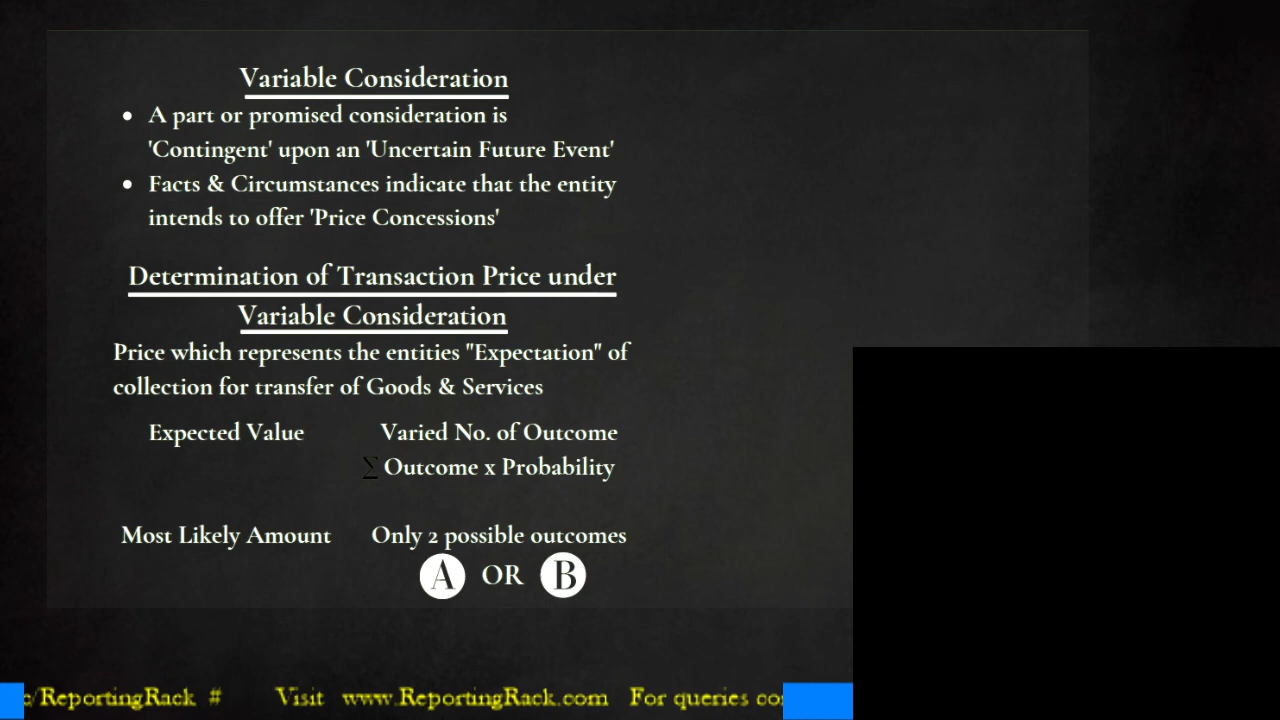 Variable Consideration
• A part or promised consideration is
'Contingent' upon an 'Uncertain Future Event'
• Facts & Circumstances indicate that the entity
intends to offer 'Price Concessions'
Determination of Transaction Price under
Variable Consideration
Price which represents the entities "Expectation" of
collection for transfer of Goods & Services
Expected Value Varied No. of Outcome
∑ Outcome x Probability
Most Likely Amount Only 2 possible outcomes
A OR B
/ReportingRack # Visit www.ReportingRack.com For queries